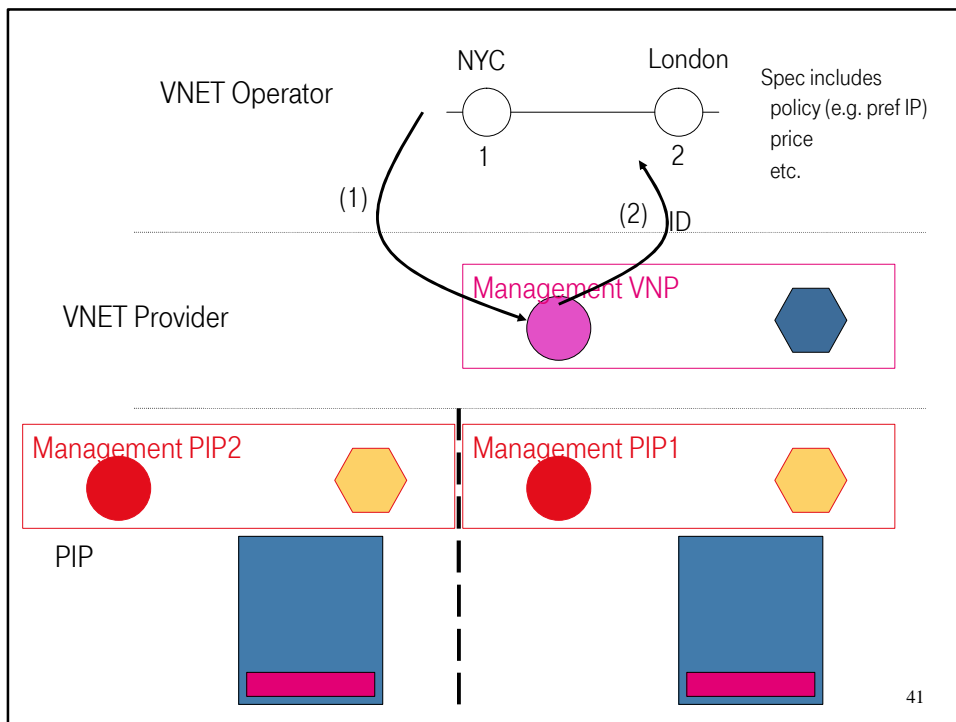 NYC
London
VNET Operator
Spec includes
policy (e.g. pref IP)
price
etc.
1
2
(1)
(2)
ID
Management VNP
VNET Provider
Management PIP2
Management PIP1
PIP
41